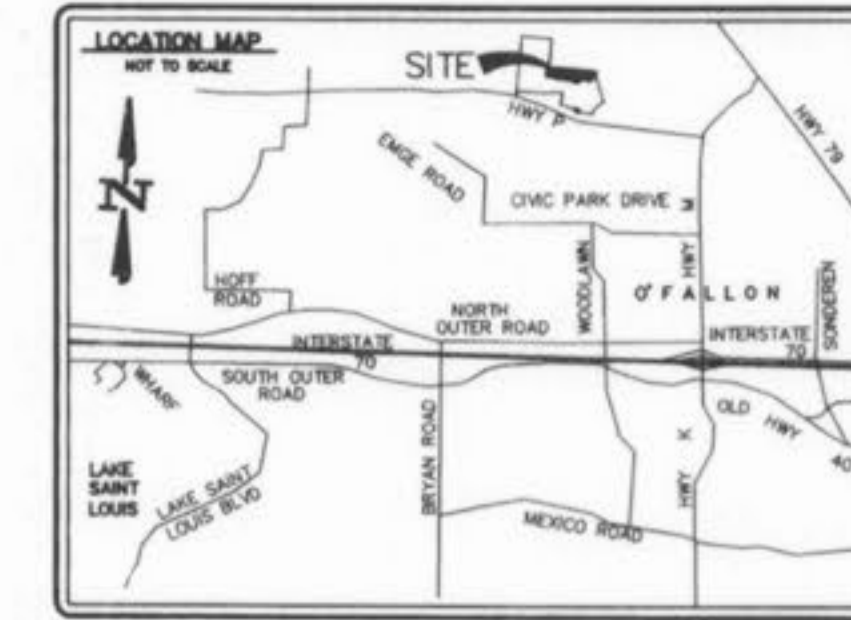 LOCATION MAP
NOT TO SCALE
SITE
HWY P
HWY 79
EMGE ROAD
N
CIVIC PARK DRIVE
HWY M
WOODLAWN
O'FALLON
SONDEREN
HOFF
ROAD
NORTH
OUTER ROAD
INTERSTATE
70
INTERSTATE
70
WHARF
SOUTH OUTER
ROAD
OLD HWY 40
BRYAN ROAD
HWY K
LAKE
SAINT
LOUIS
LAKE SAINT
LOUIS BLVD
MEXICO ROAD